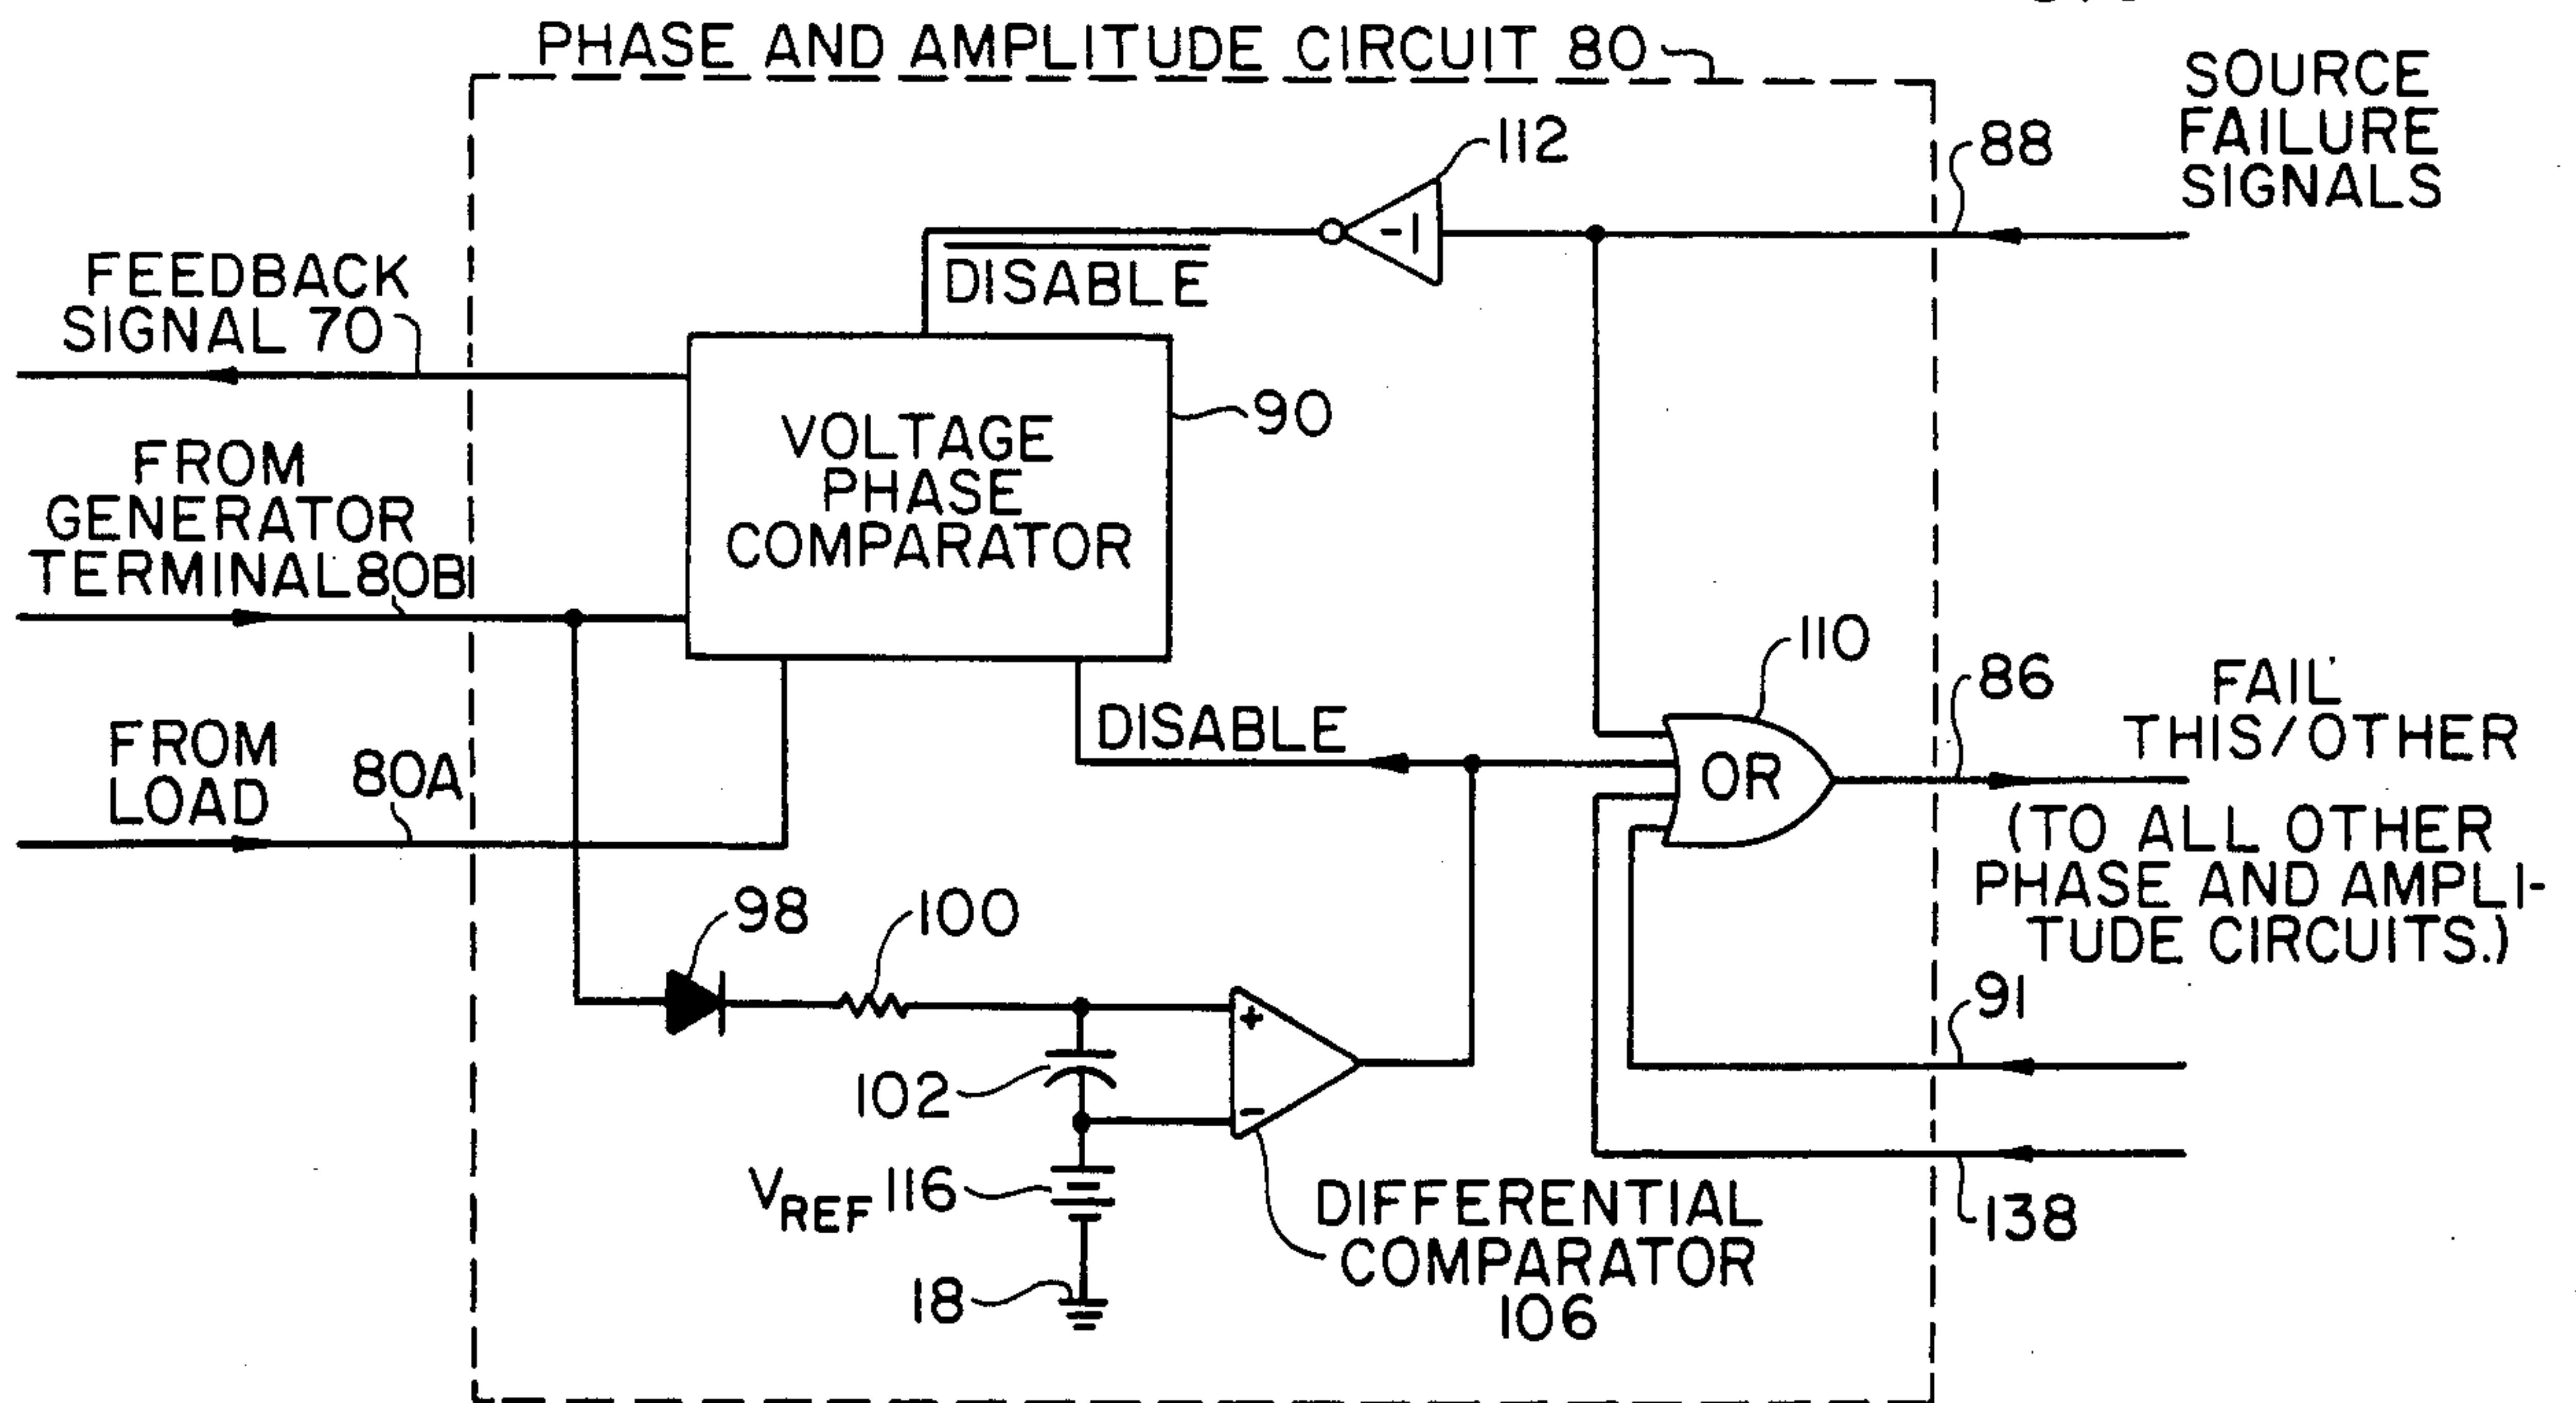 PHASE AND AMPLITUDE CIRCUIT 80
SOURCE
FAILURE
SIGNALS
88
112
-1
DISABLE
FEEDBACK
SIGNAL 70
VOLTAGE
PHASE
COMPARATOR
90
FROM
GENERATOR
TERMINAL 80B
110
OR
86
FAIL
THIS/OTHER
(TO ALL OTHER
PHASE AND AMPLI-
TUDE CIRCUITS.)
DISABLE
FROM
LOAD
80A
98
100
91
+
-
102
VREF 116
18
DIFFERENTIAL
COMPARATOR
106
138